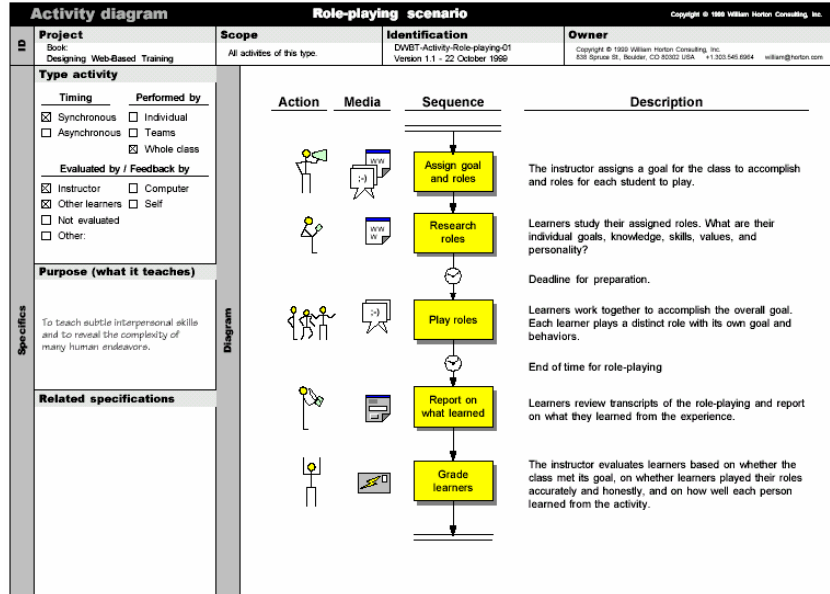 Activity diagram
Role-playing scenario
Copyright © 1999 William Horton Consulting, Inc.
ID
Project
Book:
Designing Web-Based Training
Scope
All activities of this type.
Identification
DWBT-Activity-Role-playing-01
Version 1.1 - 22 October 1999
Owner
Copyright © 1999 William Horton Consulting, Inc.
838 Spruce St., Boulder, CO 80302 USA +1.303.545.6964 william@horton.com
Specifics
Type activity
Timing Performed by
☒ Synchronous ☐ Individual
☐ Asynchronous ☐ Teams
☒ Whole class
Evaluated by / Feedback by
☒ Instructor ☐ Computer
☒ Other learners ☐ Self
☐ Not evaluated
☐ Other:
Purpose (what it teaches)
To teach subtle interpersonal skills
and to reveal the complexity of
many human endeavors.
Related specifications
Diagram
Action Media Sequence Description
WW
W
;-)
Assign goal
and roles
The instructor assigns a goal for the class to accomplish
and roles for each student to play.
WW
W
Research
roles
Learners study their assigned roles. What are their
individual goals, knowledge, skills, values, and
personality?
Deadline for preparation.
;-)
Play roles
Learners work together to accomplish the overall goal.
Each learner plays a distinct role with its own goal and
behaviors.
End of time for role-playing
Report on
what learned
Learners review transcripts of the role-playing and report
on what they learned from the experience.
Grade
learners
The instructor evaluates learners based on whether the
class met its goal, on whether learners played their roles
accurately and honestly, and on how well each person
learned from the activity.